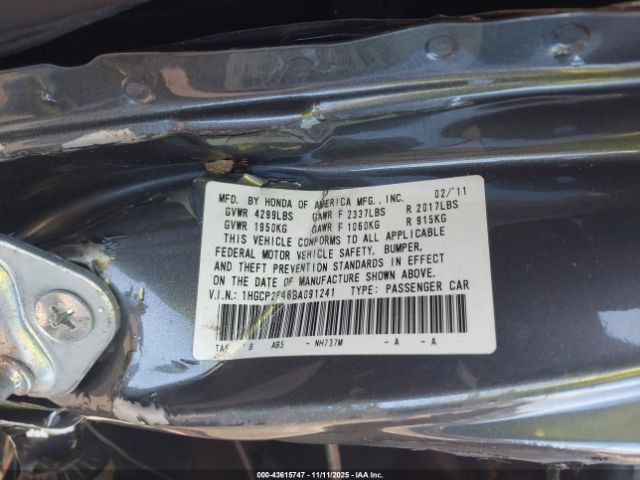 MFD. BY HONDA OF AMERICA MFG., INC. 02/'11
GVWR 4299LBS GAWR F 2337LBS R 2017LBS
GVWR 1950KG GAWR F 1060KG R 915KG
THIS VEHICLE CONFORMS TO ALL APPLICABLE
FEDERAL MOTOR VEHICLE SAFETY, BUMPER,
AND THEFT PREVENTION STANDARDS IN EFFECT
ON THE DATE OF MANUFACTURE SHOWN ABOVE.
V.I.N.: 1HGCP2F46BA091241 TYPE: PASSENGER CAR
ABS - NH737M - A - A
000-43615747 - 11/11/2025 - IAA Inc.